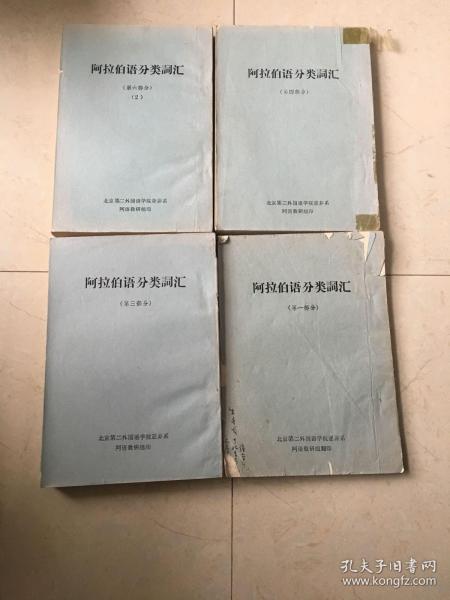 阿拉伯语分类詞汇
(第六部分)
(2)
北京第二外国语学院亚非系
阿语教研组印
阿拉伯语分类詞汇
(第四部分)
北京第二外国语学院亚非系
阿语教研组印
阿拉伯语分类詞汇
(第三部分)
北京第二外国语学院亚非系
阿语教研组印
阿拉伯语分类詞汇
(第一部分)
北京第二外国语学院亚非系
阿语教研组翻印
孔夫子旧书网
www.kongfz.com